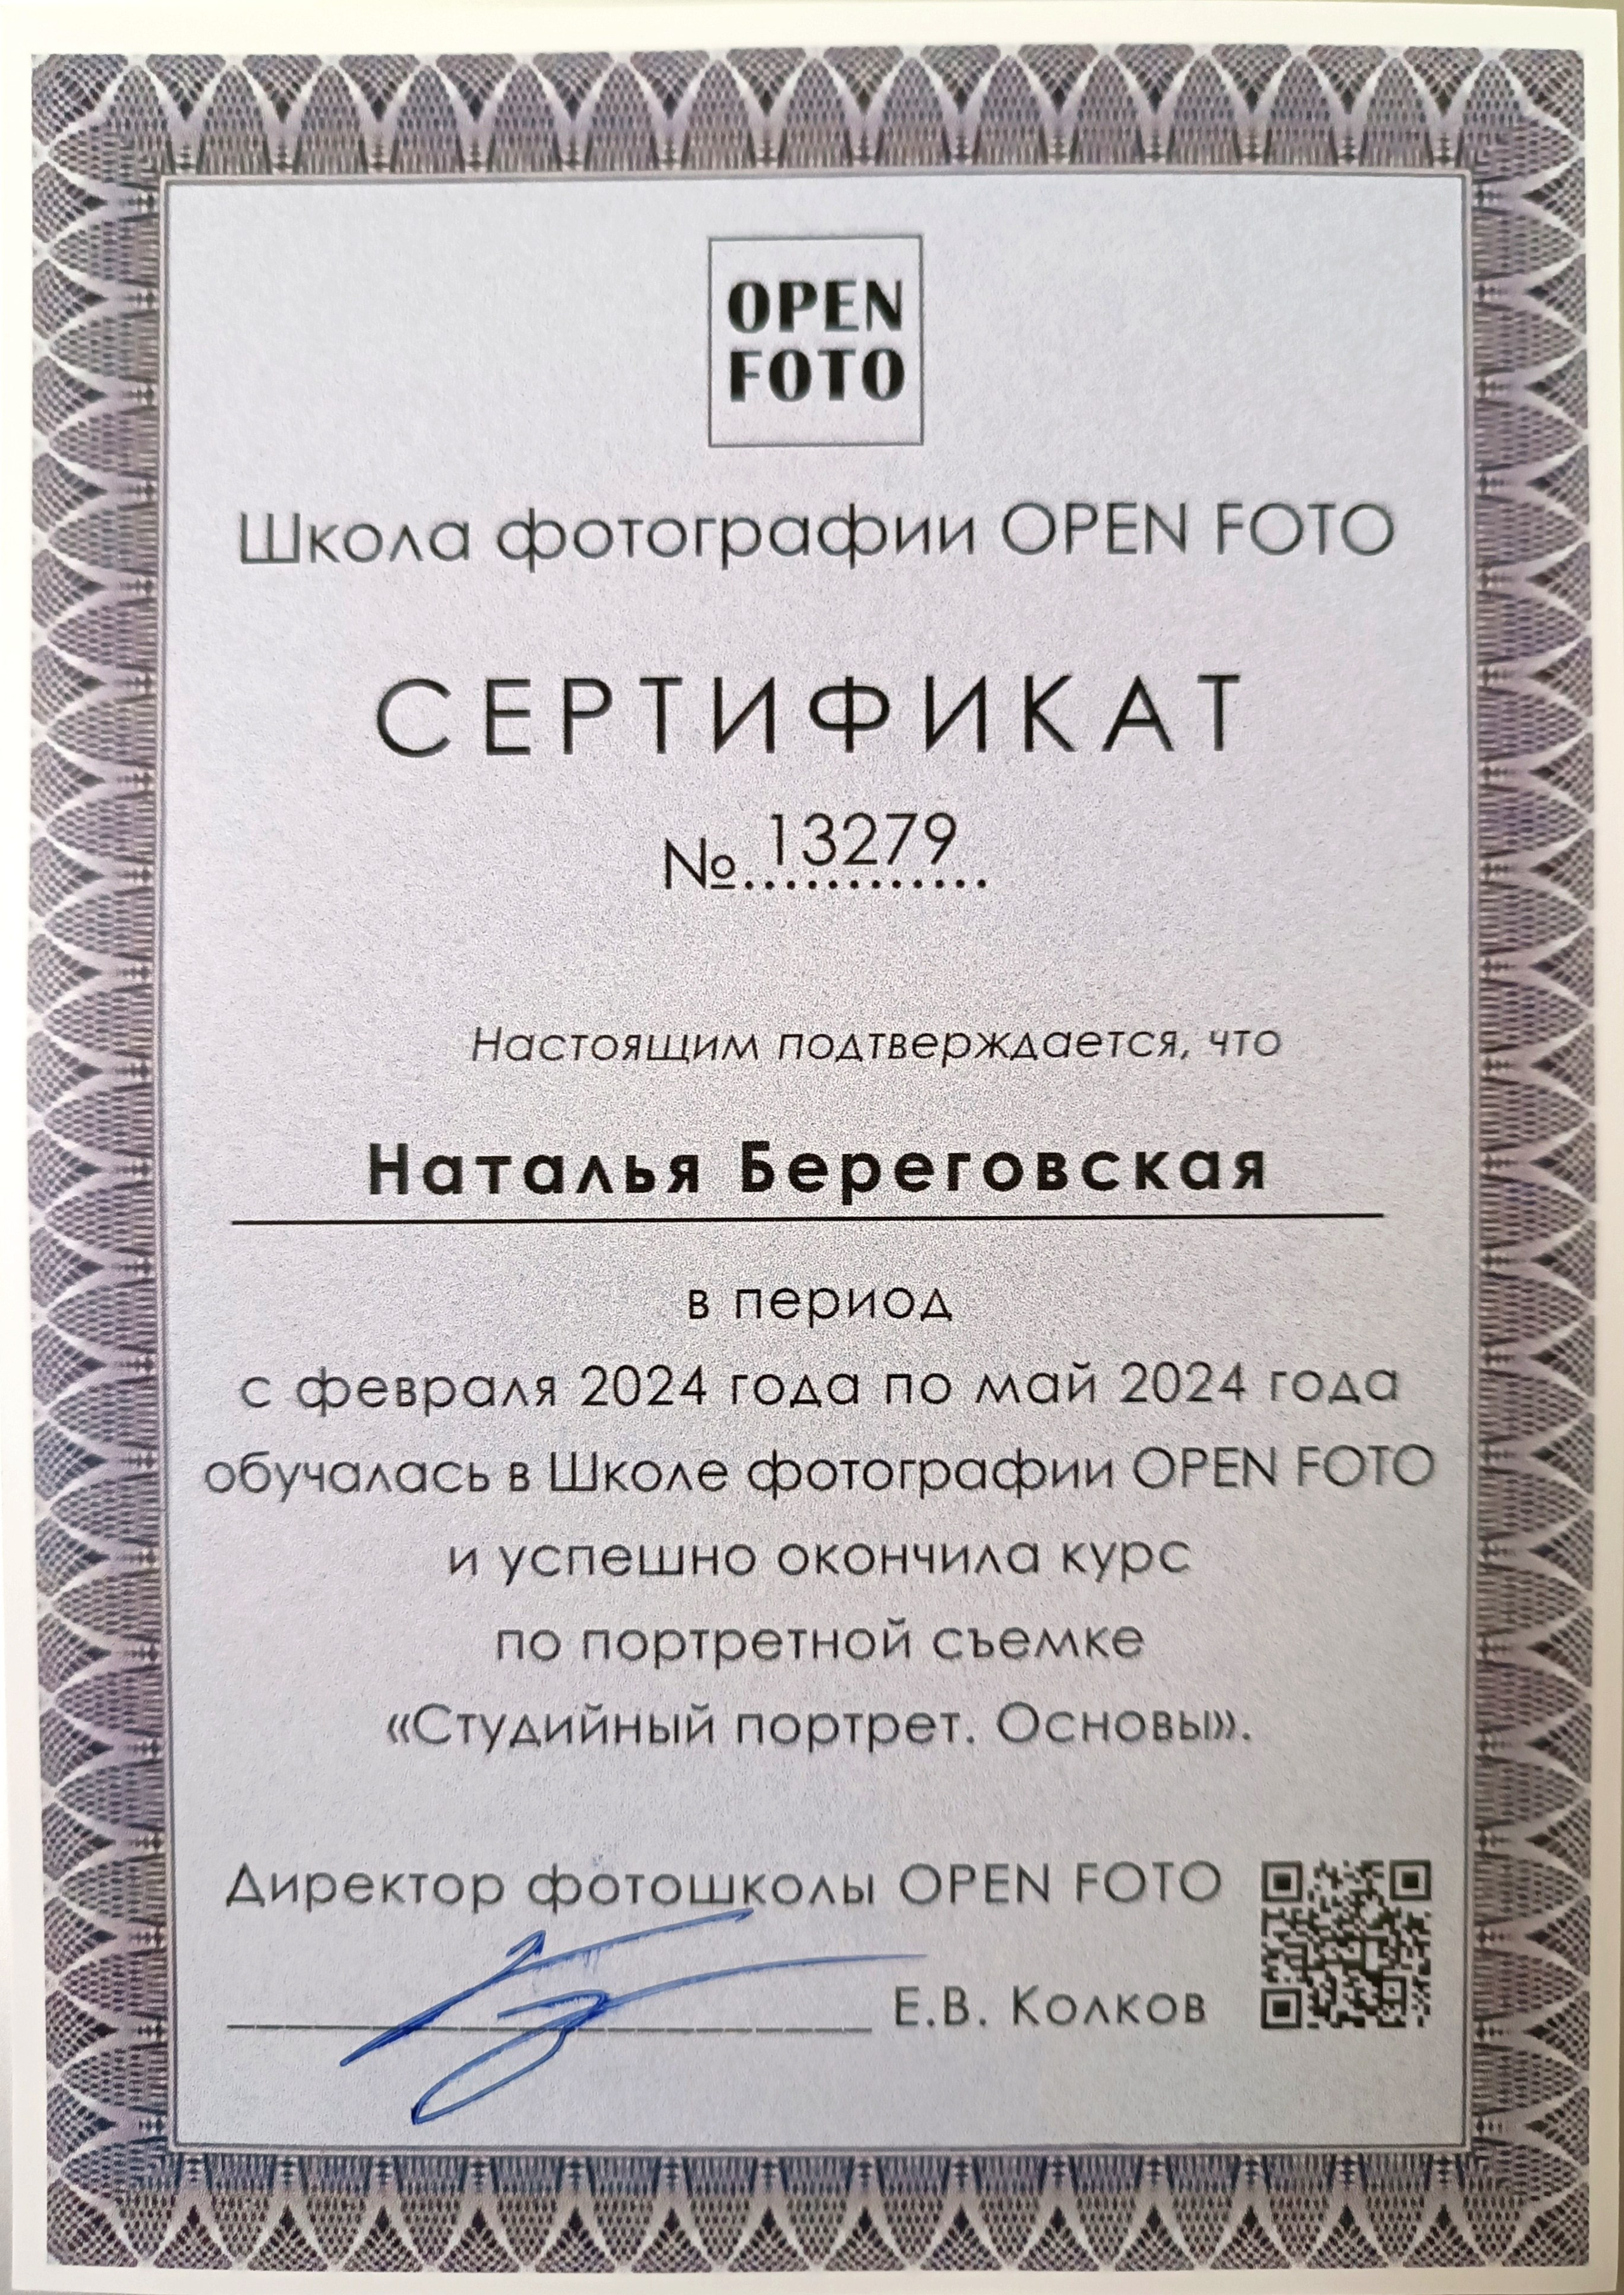 OPEN
FOTO
Школа фотографии OPEN FOTO
СЕРТИФИКАТ
№ 13279
Настоящим подтверждается, что
Наталья Береговская
в период
с февраля 2024 года по май 2024 года
обучалась в Школе фотографии OPEN FOTO
и успешно окончила курс
по портретной съемке
«Студийный портрет. Основы».
Директор фотошколы OPEN FOTO
Е.В. Колков